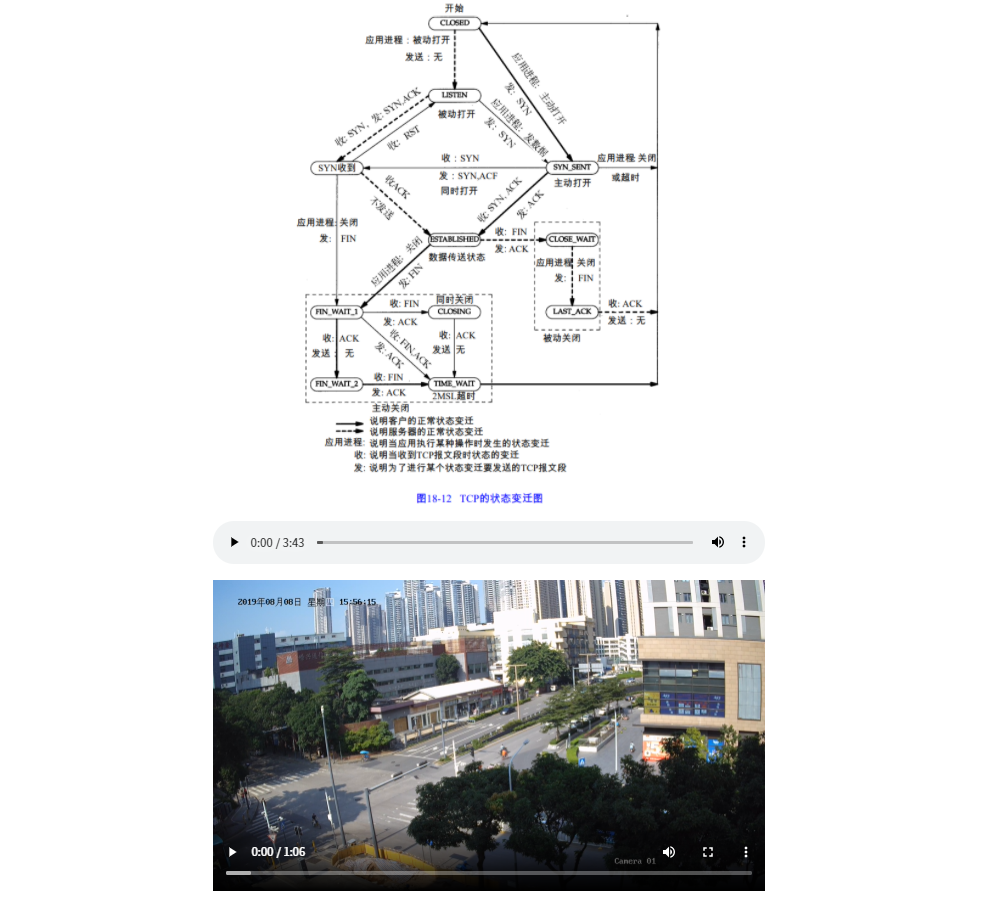 开始
CLOSED
应用进程：被动打开
发送：无
应用进程：主动打开
发：SYN
LISTEN
被动打开
收: SYN，发: SYN,ACK
收: RST
应用进程：发数据
发：SYN
SYN收到
收：SYN
发：SYN,ACF
同时打开
SYN_SENT
主动打开
应用进程:关闭
或超时
收ACK
不发送
收: SYN, ACK
发: ACK
应用进程:关闭
发: FIN
ESTABLISHED
数据传送状态
收: FIN
发: ACK
CLOSE_WAIT
应用进程:关闭
发: FIN
LAST_ACK
收: ACK
发送：无
被动关闭
应用进程：关闭
发: FIN
FIN_WAIT_1
收: FIN
发: ACK
同时关闭
CLOSING
收: ACK
发送：无
收: FIN,ACK
发: ACK
收: ACK
发送 无
FIN_WAIT_2
收: FIN
发: ACK
TIME_WAIT
2MSL超时
主动关闭
说明客户的正常状态变迁
说明服务器的正常状态变迁
应用进程: 说明当应用执行某种操作时发生的状态变迁
收: 说明当收到TCP报文段时状态的变迁
发: 说明为了进行某个状态变迁要发送的TCP报文段
图18-12 TCP的状态变迁图
0:00 / 3:43
2019年08月08日 星期四 15:56:15
0:00 / 1:06
Camera 01